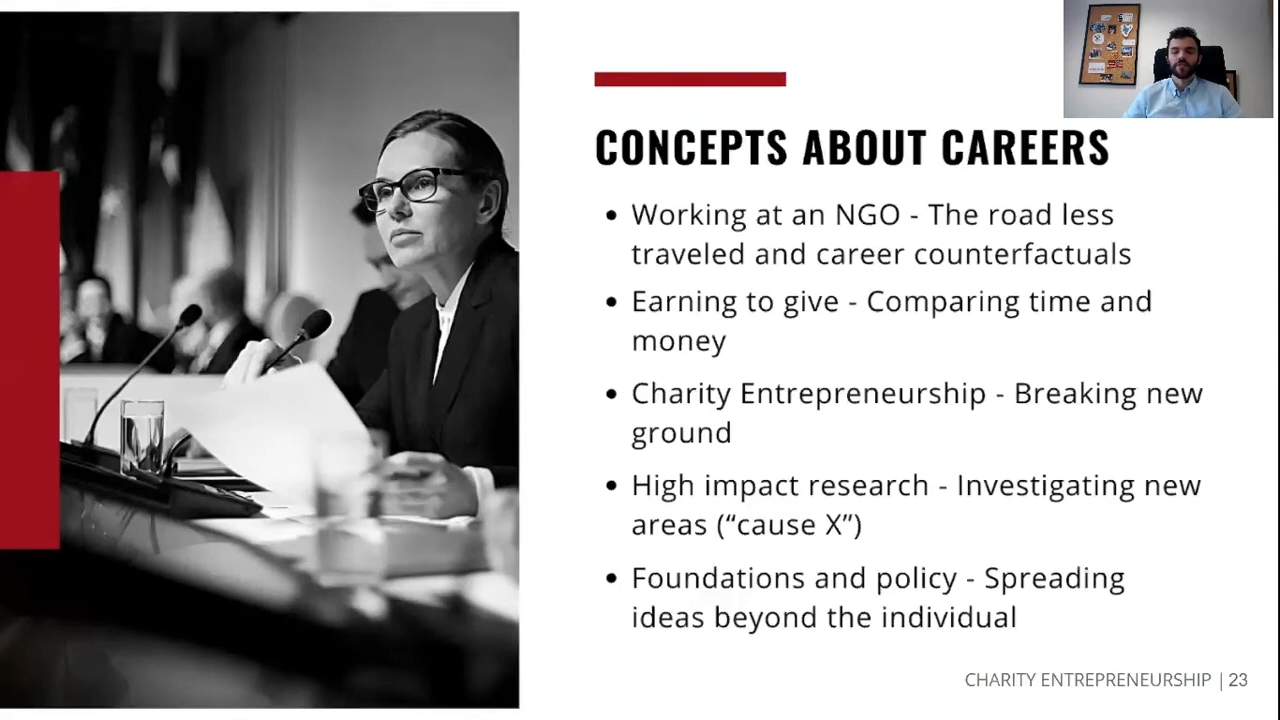 CONCEPTS ABOUT CAREERS
• Working at an NGO - The road less
traveled and career counterfactuals
• Earning to give - Comparing time and
money
• Charity Entrepreneurship - Breaking new
ground
• High impact research - Investigating new
areas (“cause X”)
• Foundations and policy - Spreading
ideas beyond the individual
CHARITY ENTREPRENEURSHIP | 23